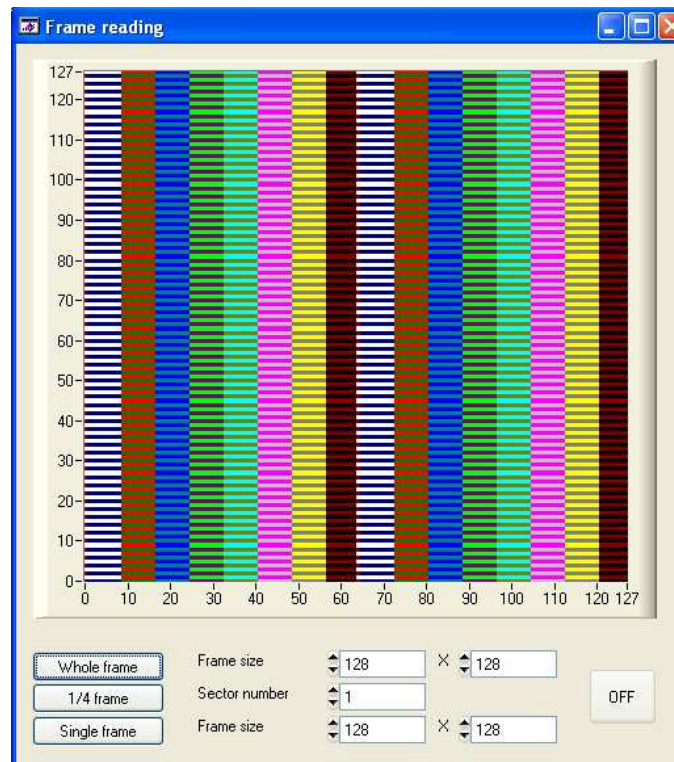 Frame reading
127
120
110
100
90
80
70
60
50
40
30
20
10
0
0 10 20 30 40 50 60 70 80 90 100 110 120 127
Whole frame Frame size 128 X 128
1/4 frame Sector number 1
Single frame Frame size 128 X 128
OFF